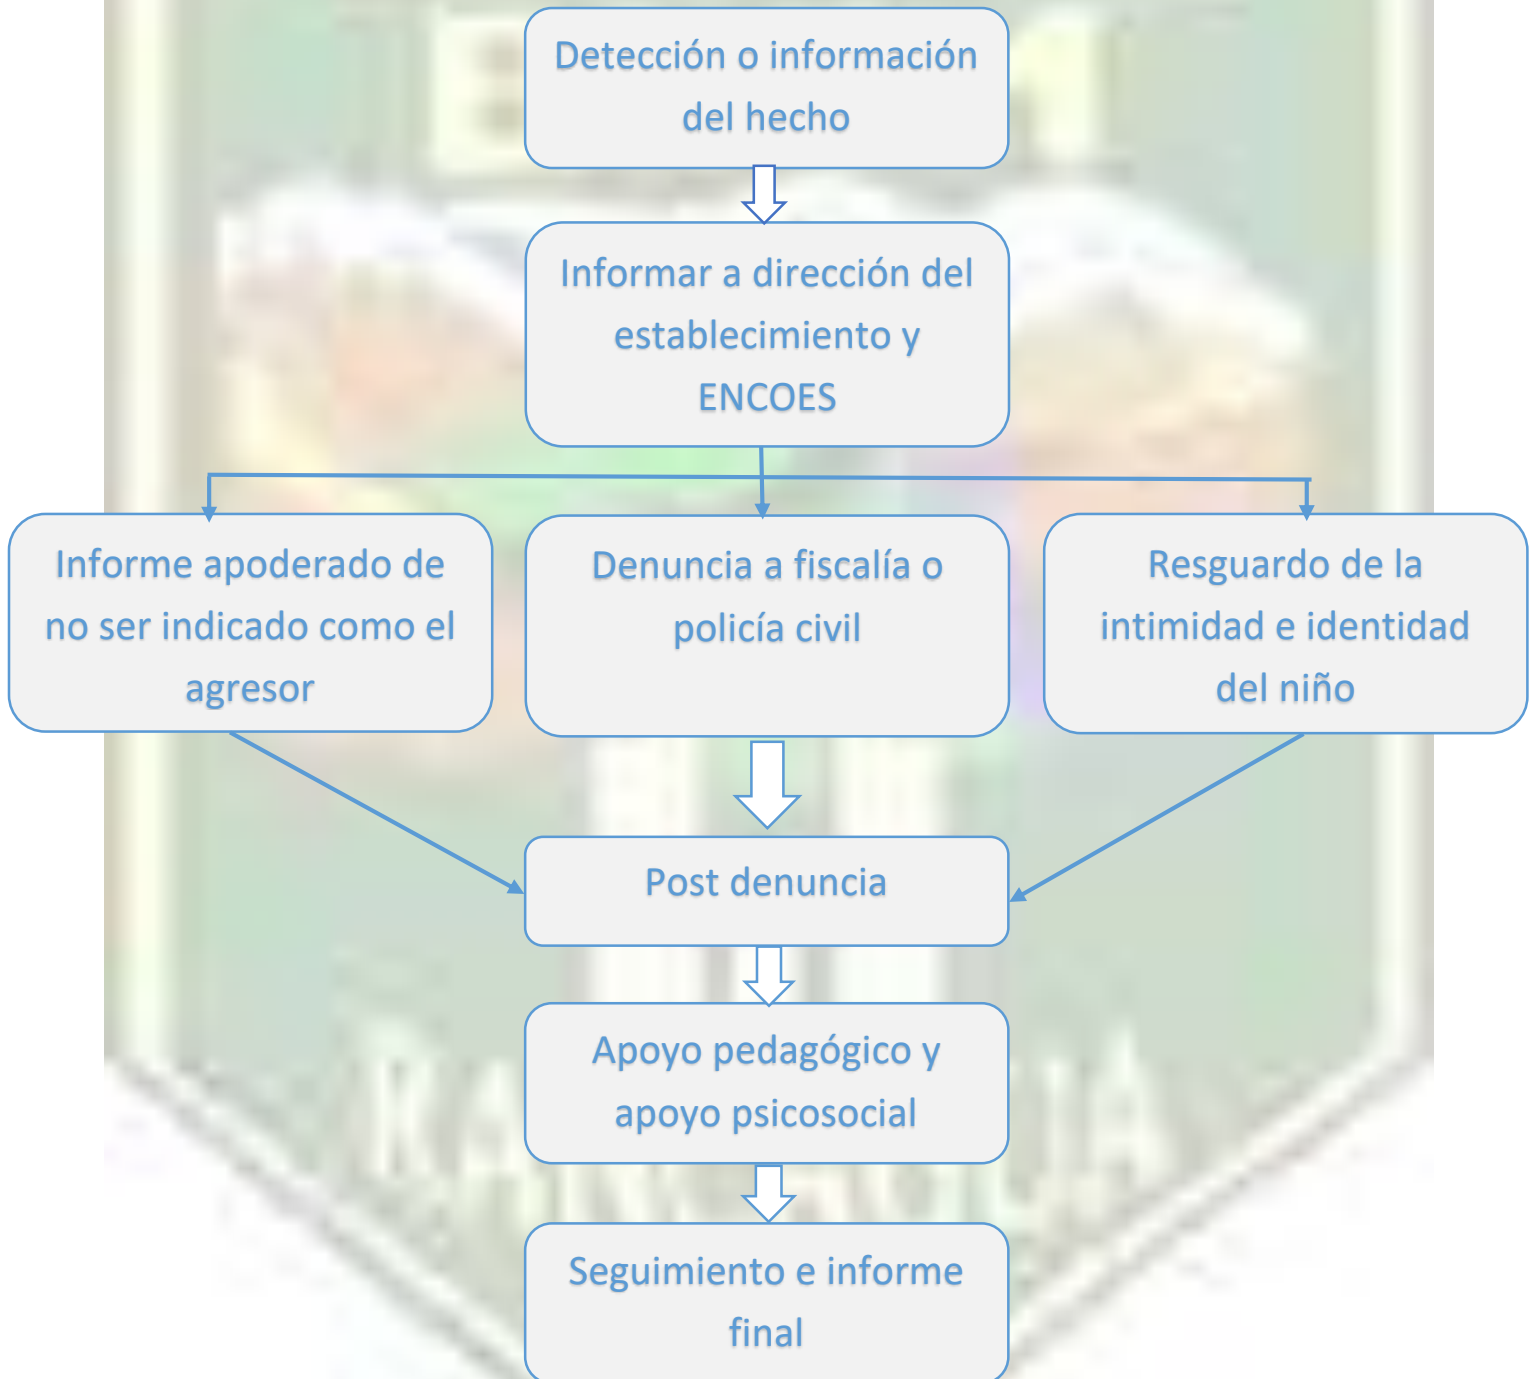 Detección o información
del hecho
Informar a dirección del
establecimiento y
ENCOES
Informe apoderado de
no ser indicado como el
agresor
Denuncia a fiscalía o
policía civil
Resguardo de la
intimidad e identidad
del niño
Post denuncia
Apoyo pedagógico y
apoyo psicosocial
Seguimiento e informe
final